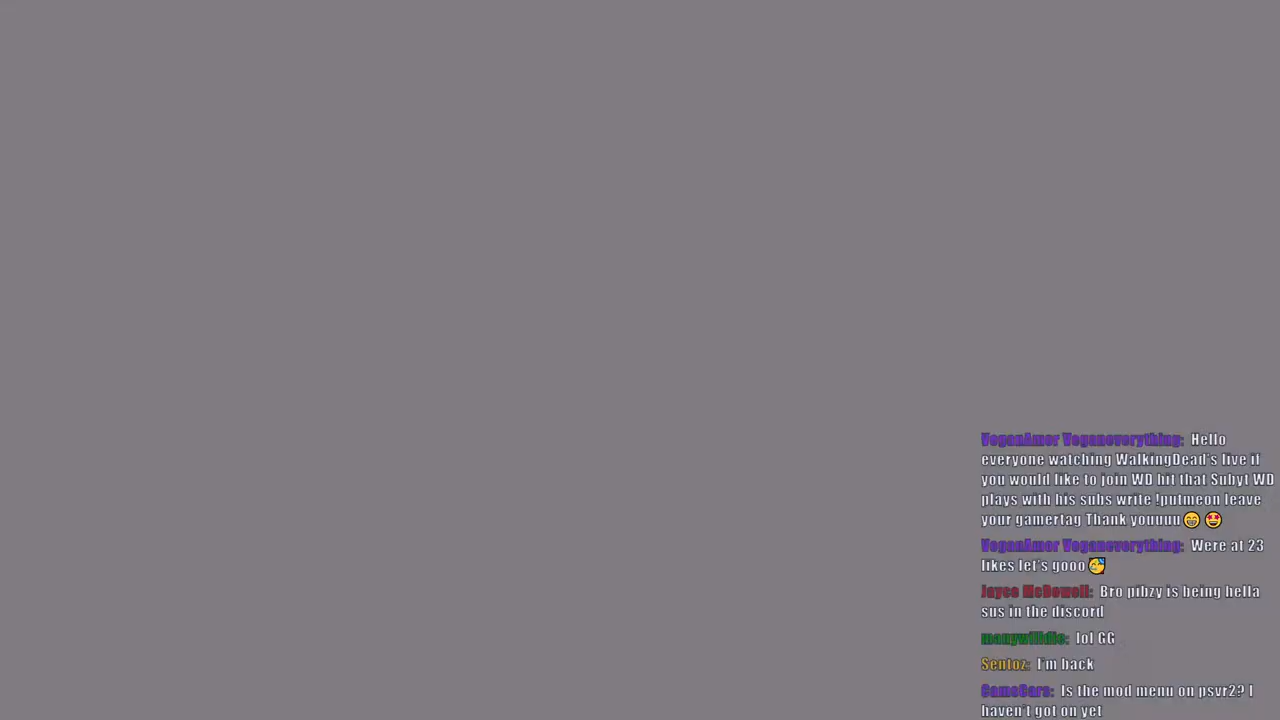 VeganAmor Veganeverything: Hello
everyone watching WalkingDead's live if
you would like to join WD hit that Subyt WD
plays with his subs write !putmeon leave
your gamertag Thank youuuu😁 🤩
VeganAmor Veganeverything: Were at 23
likes let's gooo🥳
Jayce McDowell: Bro pibzy is being hella
sus in the discord
manywilldie: lol GG
Sentoz: I'm back
CamoCars: Is the mod menu on psvr2? I
haven't got on yet